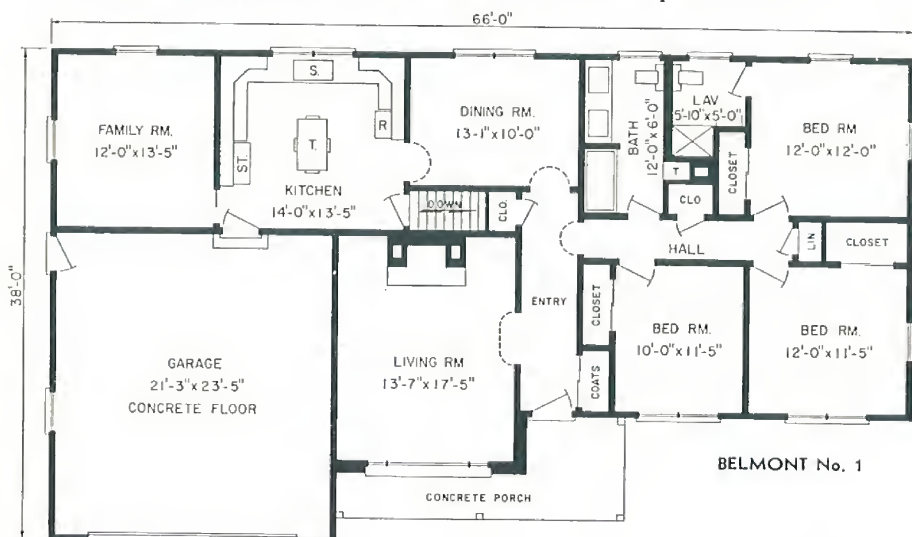 66'-0"
38'-0"
FAMILY RM.
12'-0"x13'-5"
S.
R
T.
ST.
KITCHEN
14'-0"x13'-5"
DINING RM.
13'-1"x10'-0"
BATH
12'-0"x6'-0"
LAV
5'-10"x5'-0"
T
CLO
CLOSET
BED RM
12'-0"x12'-0"
DOWN
CLO.
HALL
LIN
CLOSET
ENTRY
CLOSET
COATS
BED RM.
10'-0"x11'-5"
BED RM.
12'-0"x11'-5"
LIVING RM
13'-7"x17'-5"
GARAGE
21'-3"x23'-5"
CONCRETE FLOOR
CONCRETE PORCH
BELMONT No. 1